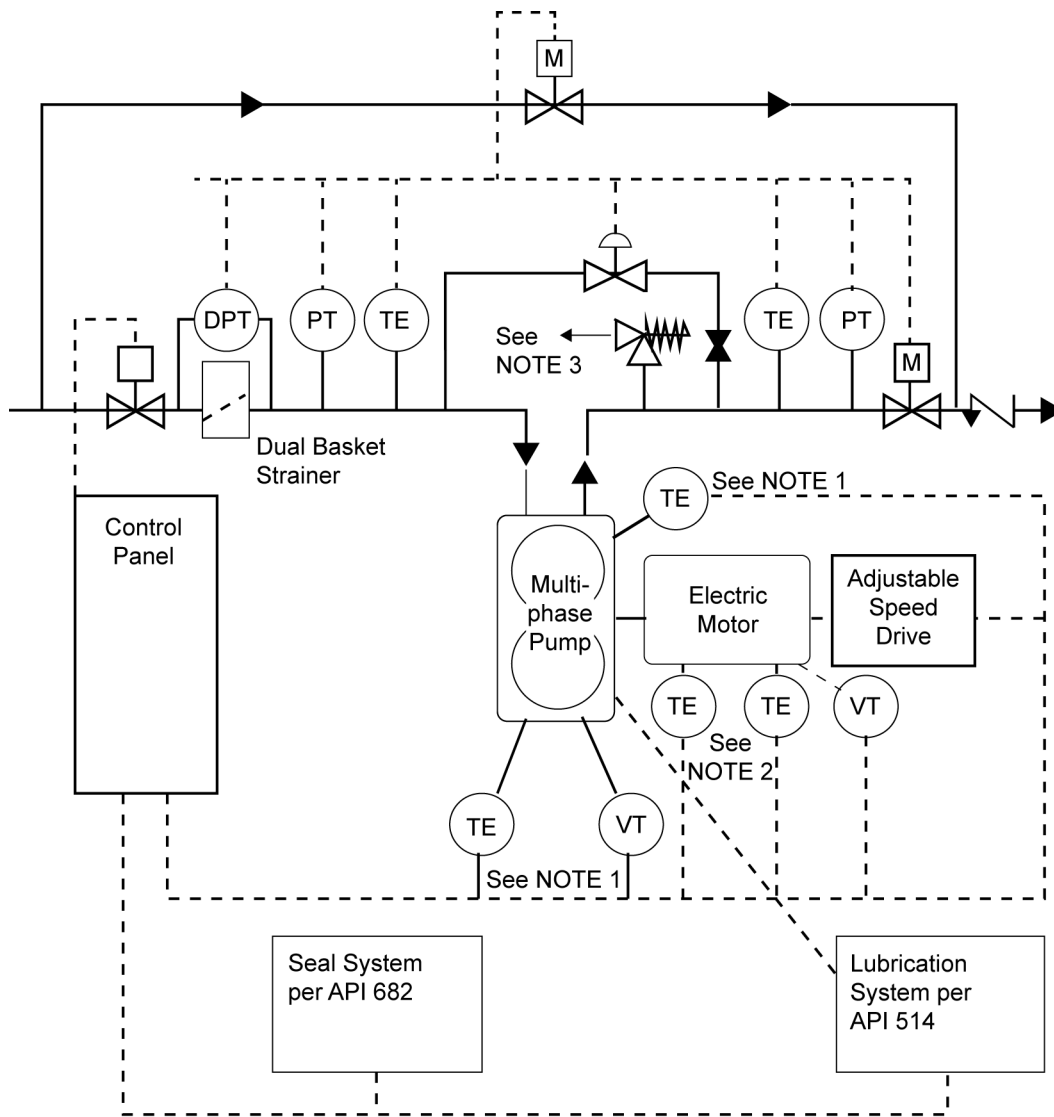 M
DPT
PT
TE
See
NOTE 3
TE
PT
M
Dual Basket
Strainer
TE
See NOTE 1
Control
Panel
Multi-
phase
Pump
Electric
Motor
Adjustable
Speed
Drive
TE
TE
VT
See
NOTE 2
TE
VT
See NOTE 1
Seal System
per API 682
Lubrication
System per
API 514